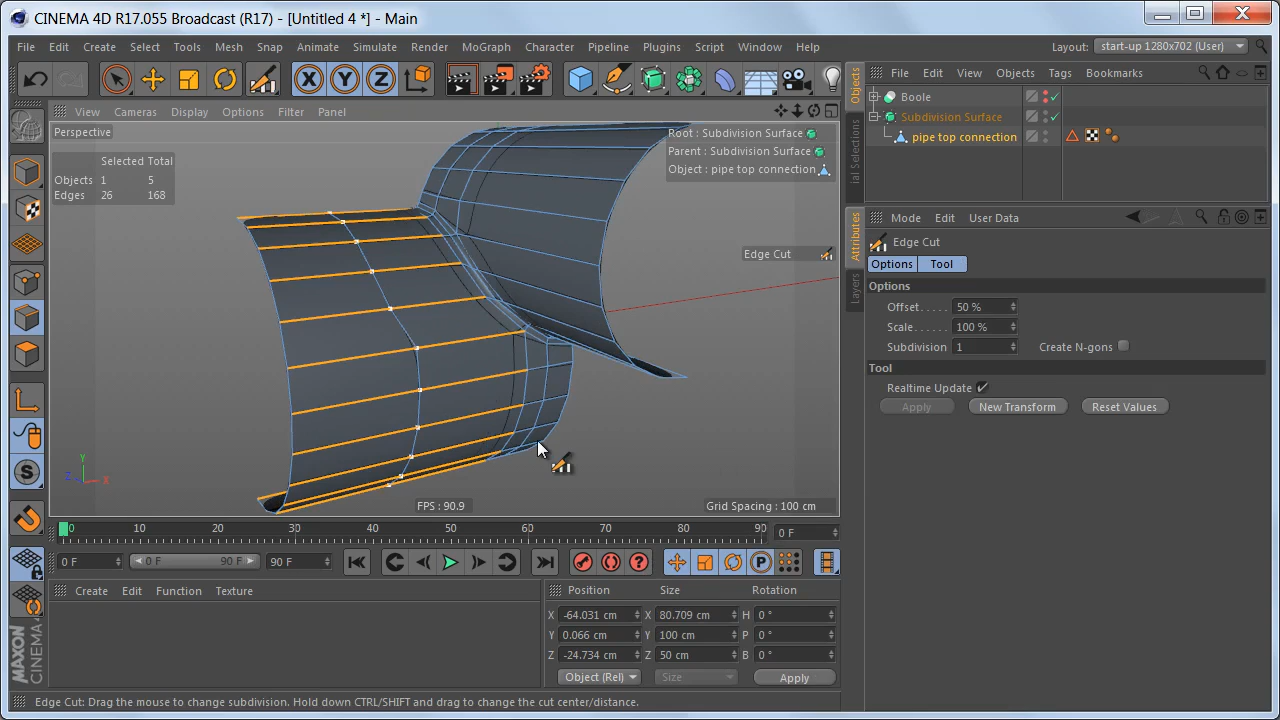 CINEMA 4D R17.055 Broadcast (R17) - [Untitled 4 *] - Main
File Edit Create Select Tools Mesh Snap Animate Simulate Render MoGraph Character Pipeline Plugins Script Window Help Layout: start-up 1280x702 (User)
X Y Z
File Edit View Objects Tags Bookmarks
View Cameras Display Options Filter Panel
Perspective
Selected Total
Objects 1 5
Edges 26 168
Root : Subdivision Surface
Parent : Subdivision Surface
Object : pipe top connection
Edge Cut
FPS : 90.9
Grid Spacing : 100 cm
Y
Z X
Objects
ial Selections
Boole
Subdivision Surface
pipe top connection
Attributes
Layers
Mode Edit User Data
Edge Cut
Options Tool
Options
Offset . . . . . 50 %
Scale. . . . . . 100 %
Subdivision 1 Create N-gons
Tool
Realtime Update ✓
Apply New Transform Reset Values
0 10 20 30 40 50 60 70 80 90 0 F
0 F 0 F 90 F 90 F
P
Create Edit Function Texture
Position Size Rotation
X -64.031 cm X 80.709 cm H 0 °
Y 0.066 cm Y 100 cm P 0 °
Z -24.734 cm Z 50 cm B 0 °
Object (Rel) Size Apply
MAXON
CINEMA 4D
Edge Cut: Drag the mouse to change subdivision. Hold down CTRL/SHIFT and drag to change the cut center/distance.